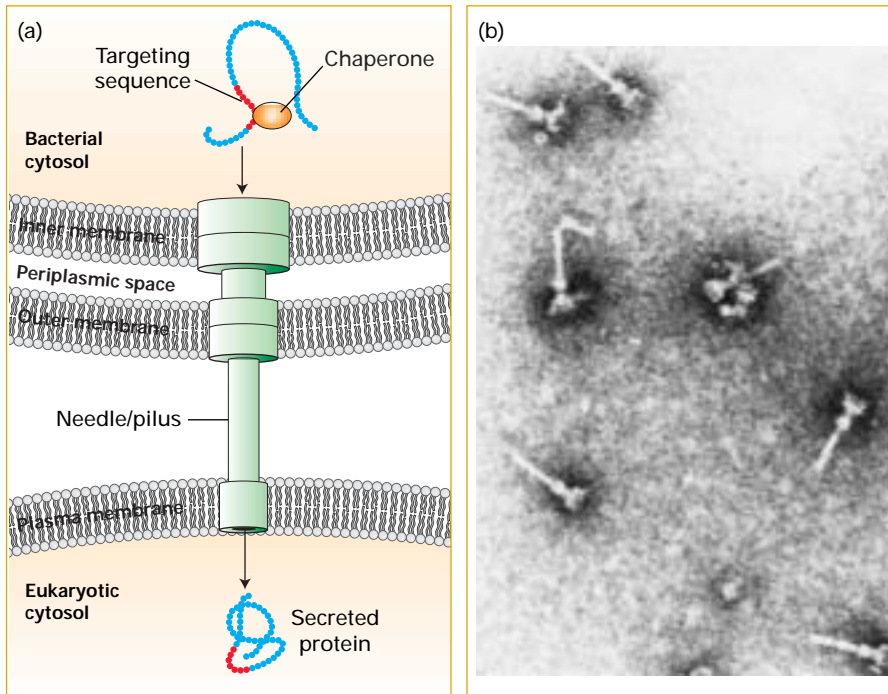 (a)
Targeting
sequence
Chaperone
Bacterial
cytosol
Inner membrane
Periplasmic space
Outer membrane
Needle/pilus
Plasma membrane
Eukaryotic
cytosol
Secreted
protein
(b)